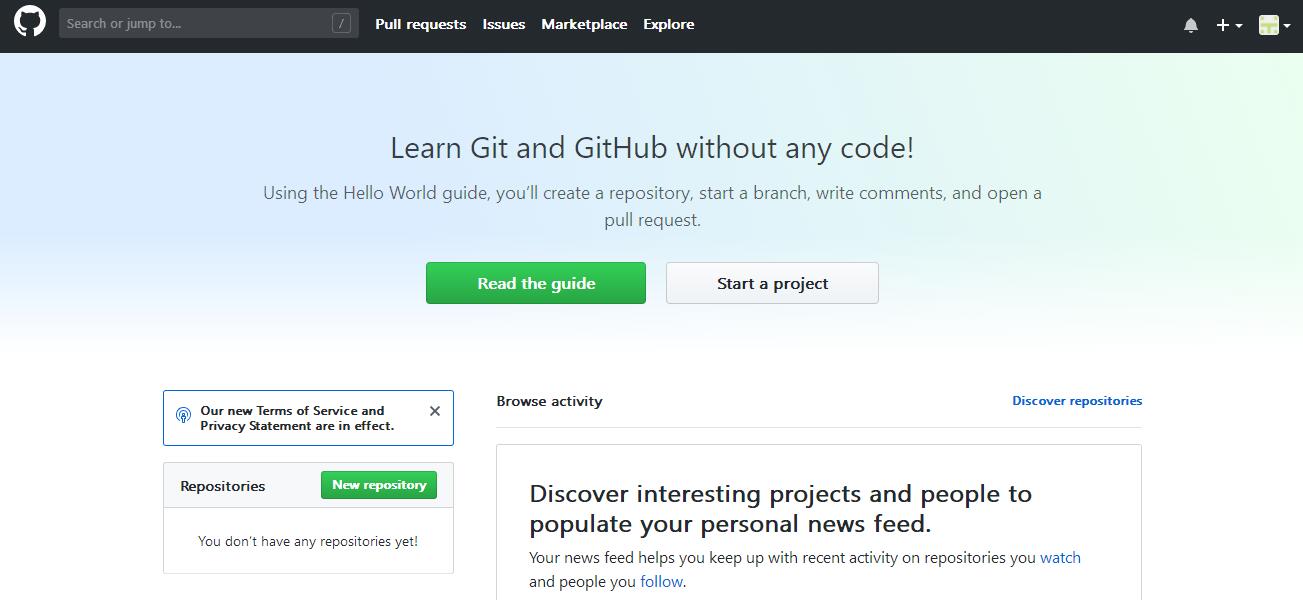 Search or jump to...
/
Pull requests
Issues
Marketplace
Explore
Learn Git and GitHub without any code!
Using the Hello World guide, you’ll create a repository, start a branch, write comments, and open a
pull request.
Read the guide
Start a project
Our new Terms of Service and
Privacy Statement are in effect.
Repositories
New repository
You don’t have any repositories yet!
Browse activity
Discover repositories
Discover interesting projects and people to
populate your personal news feed.
Your news feed helps you keep up with recent activity on repositories you watch
and people you follow.